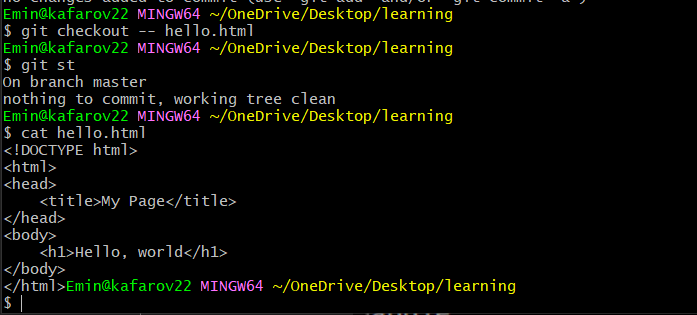 Emin@kafarov22 MINGW64 ~/OneDrive/Desktop/learning
$ git checkout -- hello.html
Emin@kafarov22 MINGW64 ~/OneDrive/Desktop/learning
$ git st
On branch master
nothing to commit, working tree clean
Emin@kafarov22 MINGW64 ~/OneDrive/Desktop/learning
$ cat hello.html
<!DOCTYPE html>
<html>
<head>
    <title>My Page</title>
</head>
<body>
    <h1>Hello, world</h1>
</body>
</html>Emin@kafarov22 MINGW64 ~/OneDrive/Desktop/learning
$